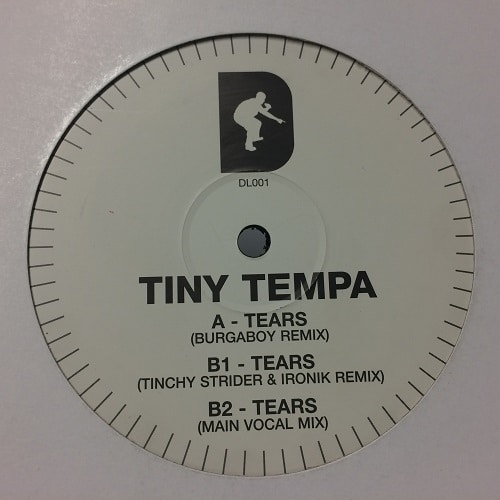 D
DL001
TINY TEMPA
A - TEARS
(BURGABOY REMIX)
B1 - TEARS
(TINCHY STRIDER & IRONIK REMIX)
B2 - TEARS
(MAIN VOCAL MIX)